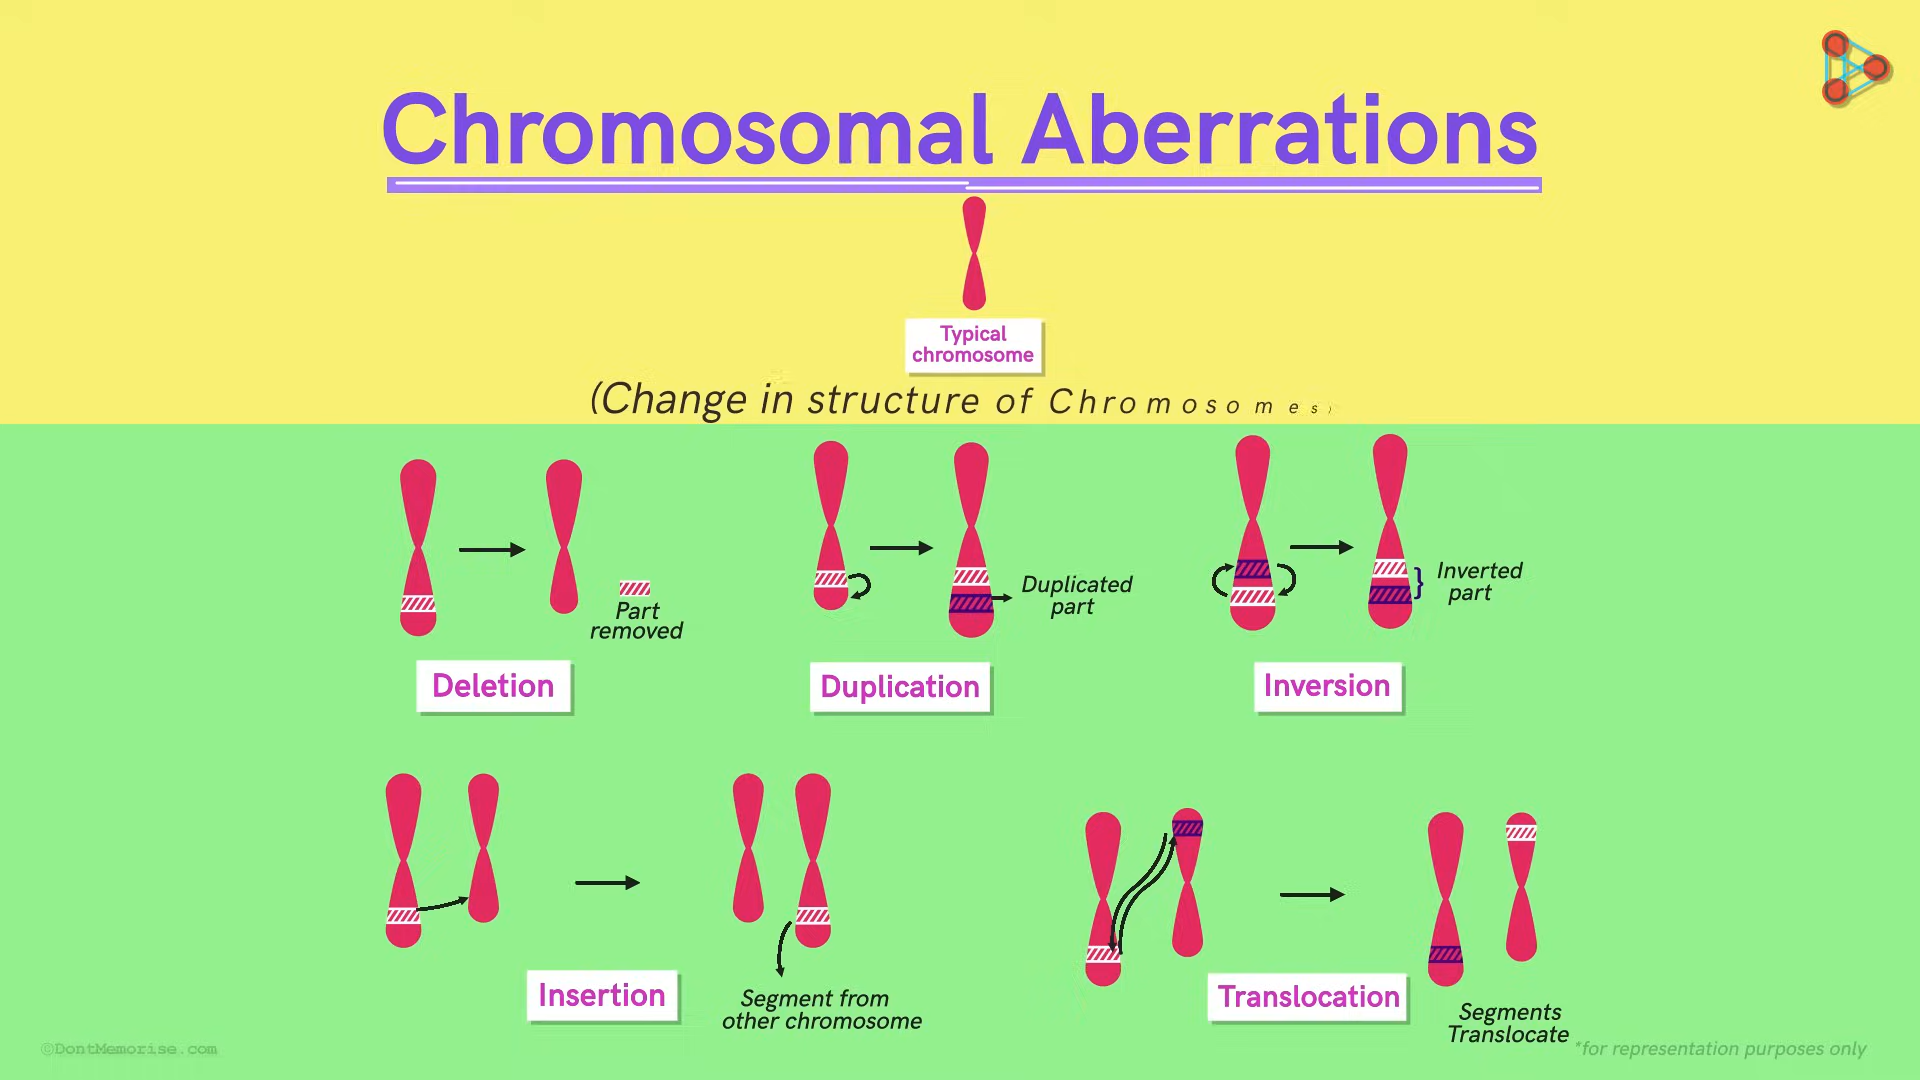 Chromosomal Aberrations
Typical
chromosome
(Change in structure of Chromosomes)
Part
removed
Duplicated
part
Inverted
part
Deletion
Duplication
Inversion
Insertion
Segment from
other chromosome
Translocation
Segments
Translocate
©DontMemorise.com
*for representation purposes only